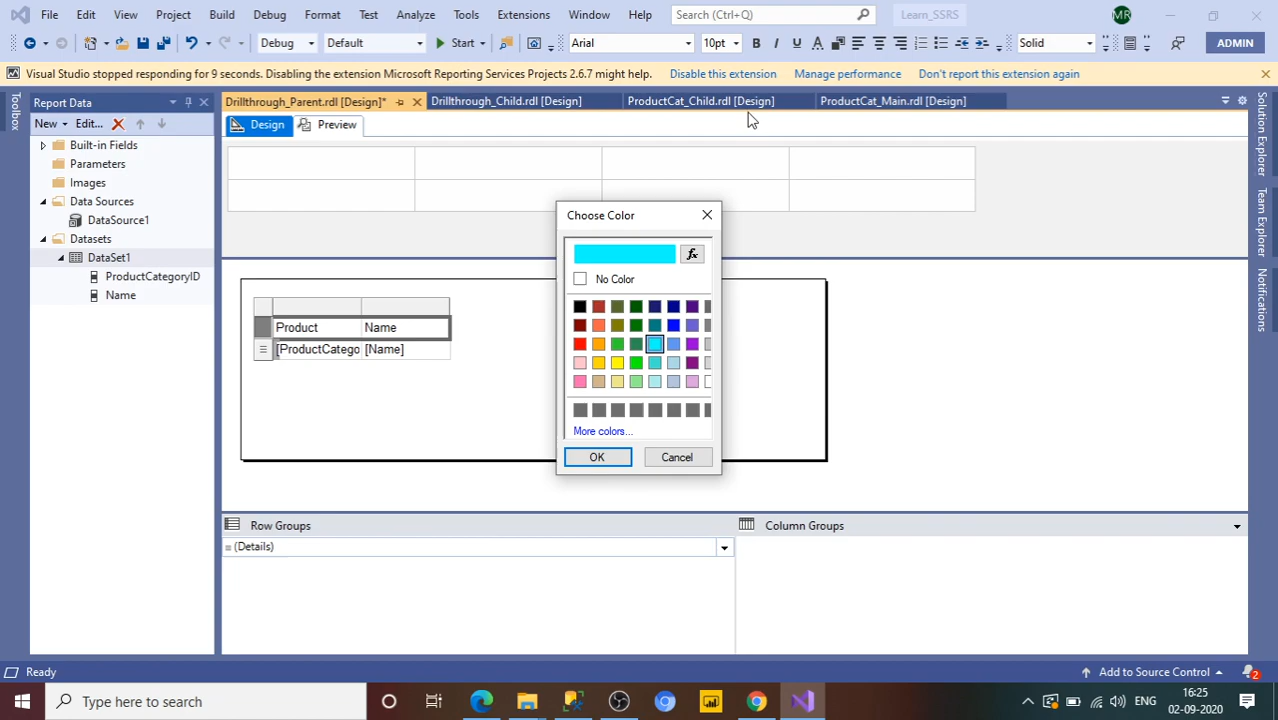 File Edit View Project Build Debug Format Test Analyze Tools Extensions Window Help Search (Ctrl+Q) Learn_SSRS MR
Debug Default Start Arial 10pt B I U A Solid ADMIN
Visual Studio stopped responding for 9 seconds. Disabling the extension Microsoft Reporting Services Projects 2.6.7 might help. Disable this extension Manage performance Don't report this extension again
Toolbox
Report Data
Drillthrough_Parent.rdl [Design]* Drillthrough_Child.rdl [Design] ProductCat_Child.rdl [Design] ProductCat_Main.rdl [Design]
New Edit...
Design Preview
Built-in Fields
Parameters
Images
Data Sources
DataSource1
Datasets
DataSet1
ProductCategoryID
Name
Choose Color
fx
No Color
More colors...
OK Cancel
Product Name
[ProductCatego [Name]
Row Groups Column Groups
(Details)
Solution Explorer
Team Explorer
Notifications
Ready Add to Source Control 2
Type here to search ENG 16:25
02-09-2020